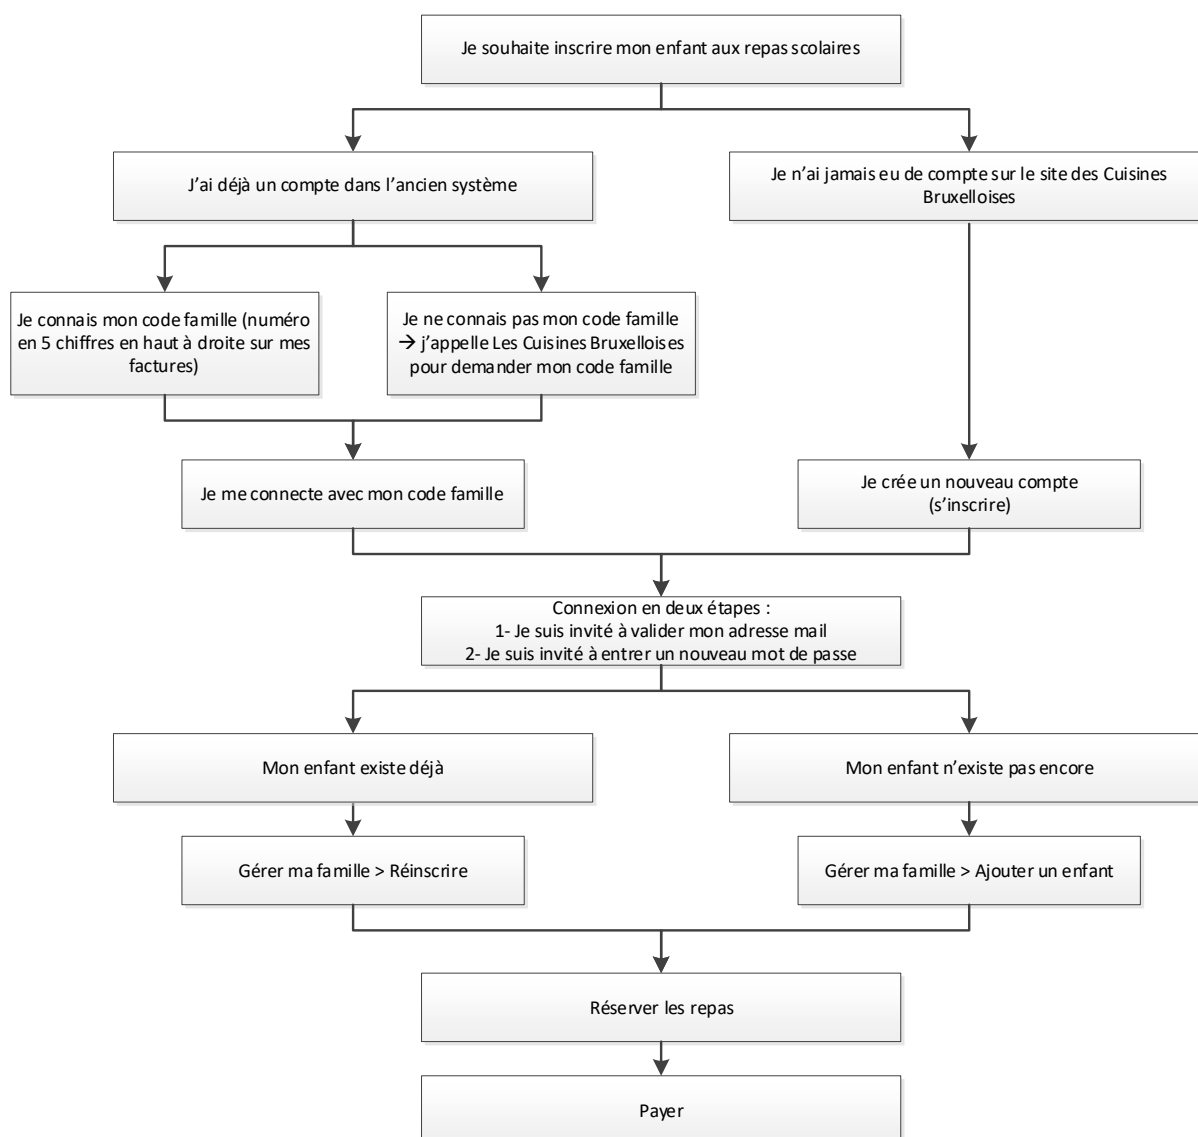 Je souhaite inscrire mon enfant aux repas scolaires
J'ai déjà un compte dans l'ancien système
Je n'ai jamais eu de compte sur le site des Cuisines
Bruxelloises
Je connais mon code famille (numéro
en 5 chiffres en haut à droite sur mes
factures)
Je ne connais pas mon code famille
→ j'appelle Les Cuisines Bruxelloises
pour demander mon code famille
Je me connecte avec mon code famille
Je crée un nouveau compte
(s'inscrire)
Connexion en deux étapes :
1- Je suis invité à valider mon adresse mail
2- Je suis invité à entrer un nouveau mot de passe
Mon enfant existe déjà
Mon enfant n'existe pas encore
Gérer ma famille > Réinscrire
Gérer ma famille > Ajouter un enfant
Réserver les repas
Payer